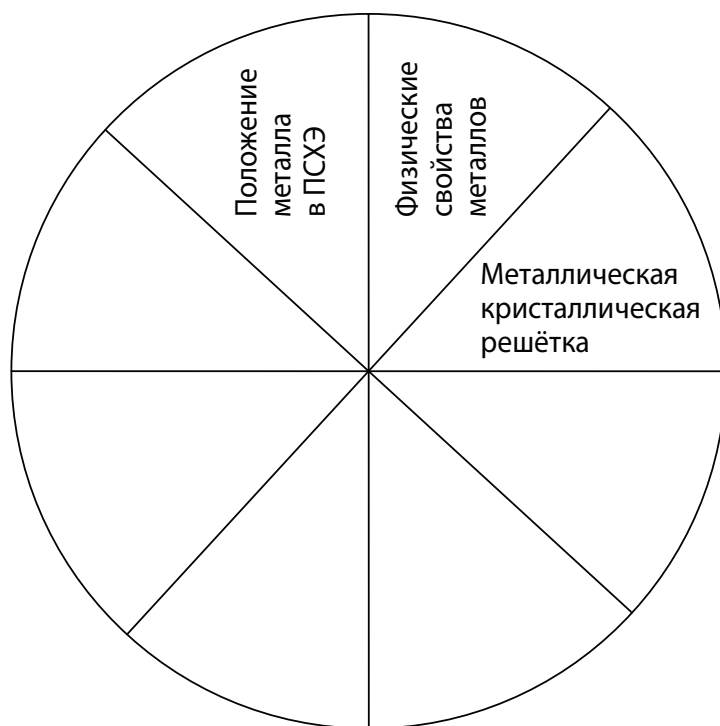 Положение
металла
в ПСХЭ
Физические
свойства
металлов
Металлическая
кристаллическая
решётка